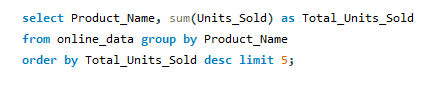 select Product_Name, sum(Units_Sold) as Total_Units_Sold
from online_data group by Product_Name
order by Total_Units_Sold desc limit 5;